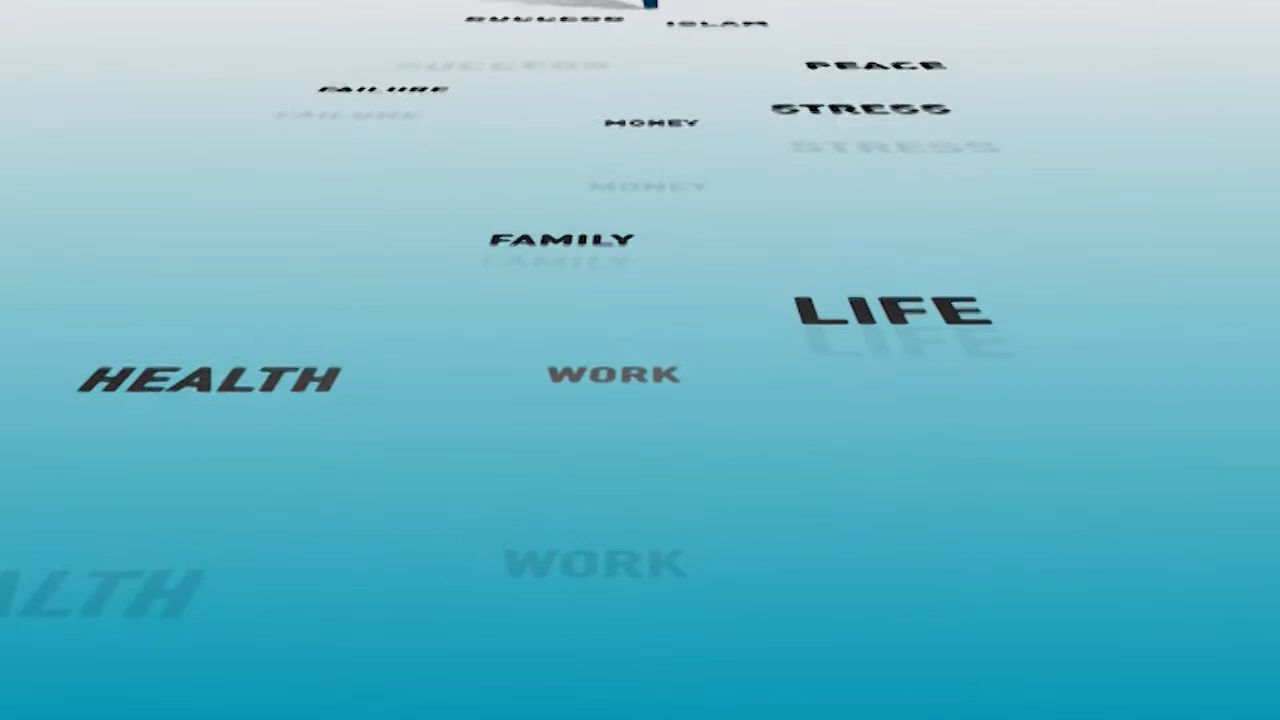 SUCCESS
ISLAM
PEACE
FAILURE
STRESS
MONEY
FAMILY
LIFE
HEALTH
WORK